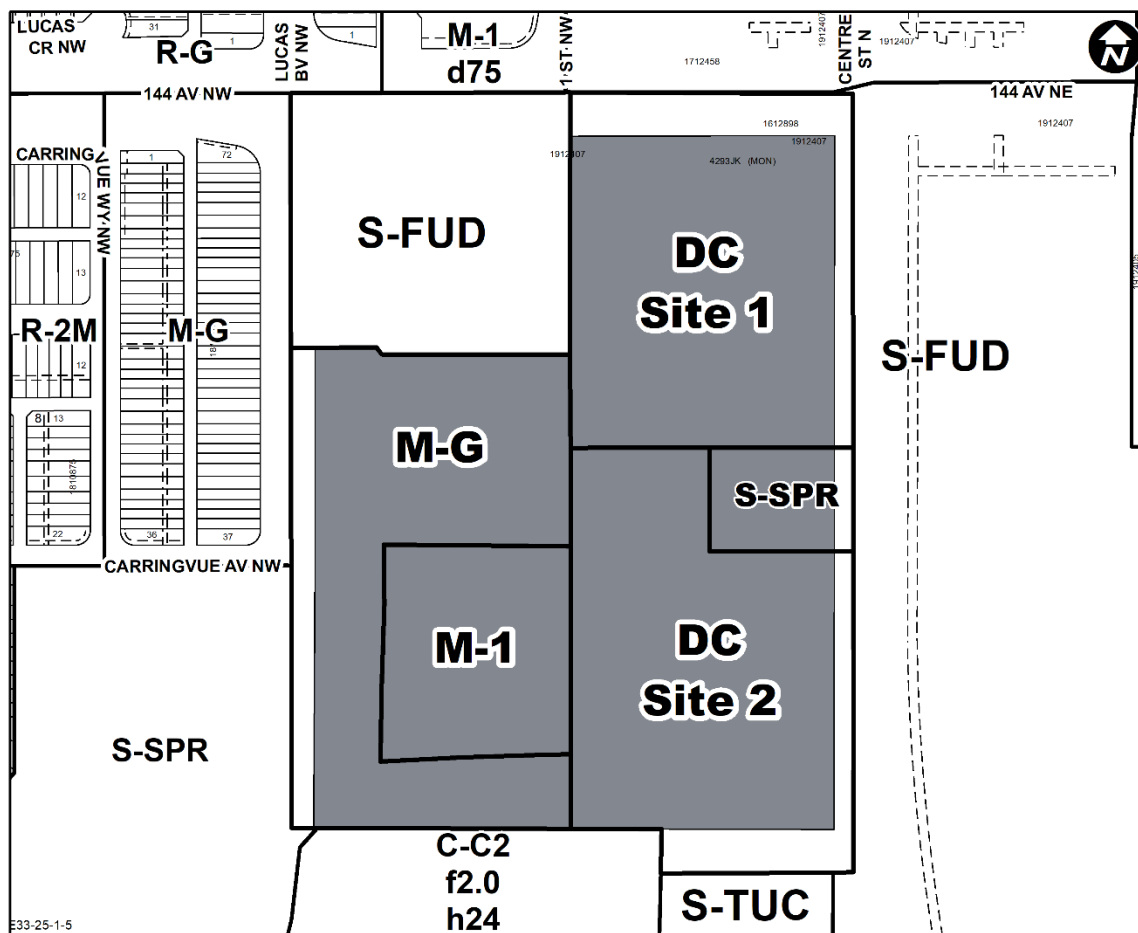 LUCAS
CR NW
31
R-G
1
LUCAS
BV NW
1
M-1
d75
1 ST NW
1712458
1912407
CENTRE
ST N
1912407
N
144 AV NW
144 AV NE
1612898
1912407
1912407
1912407
4293JK (MON)
CARRINGVUE WY NW
1
72
12
13
S-FUD
DC
Site 1
R-2M
M-G
12
S-FUD
8
13
1810875
22
36
37
M-G
S-SPR
CARRINGVUE AV NW
M-1
DC
Site 2
S-SPR
C-C2
f2.0
h24
S-TUC
E33-25-1-5